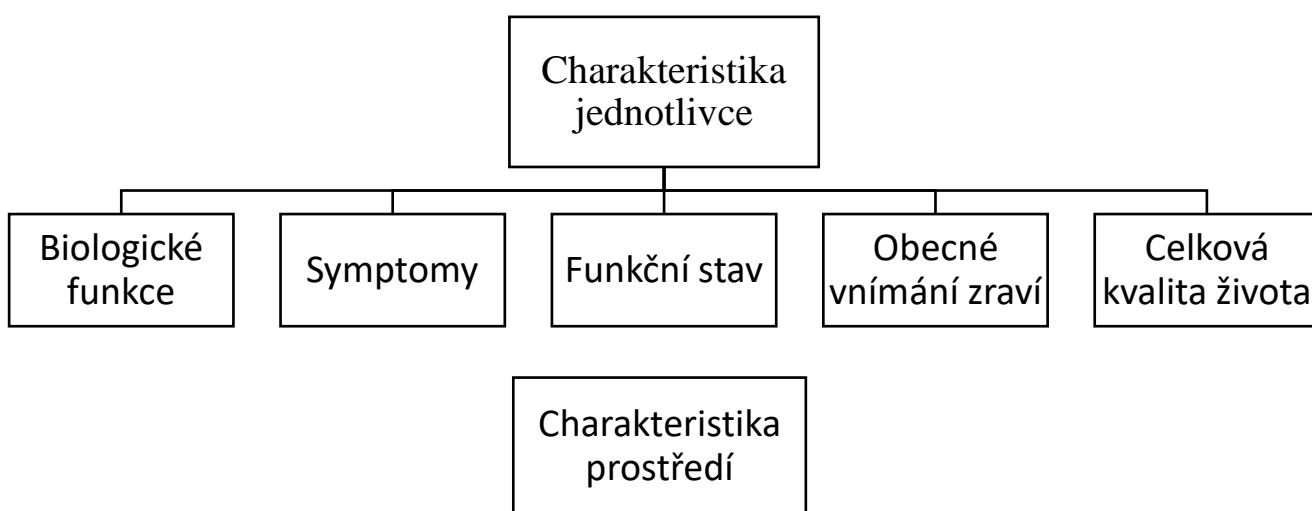 Charakteristika
jednotlivce
Biologické
funkce
Symptomy
Funkční stav
Obecné
vnímání zraví
Celková
kvalita života
Charakteristika
prostředí